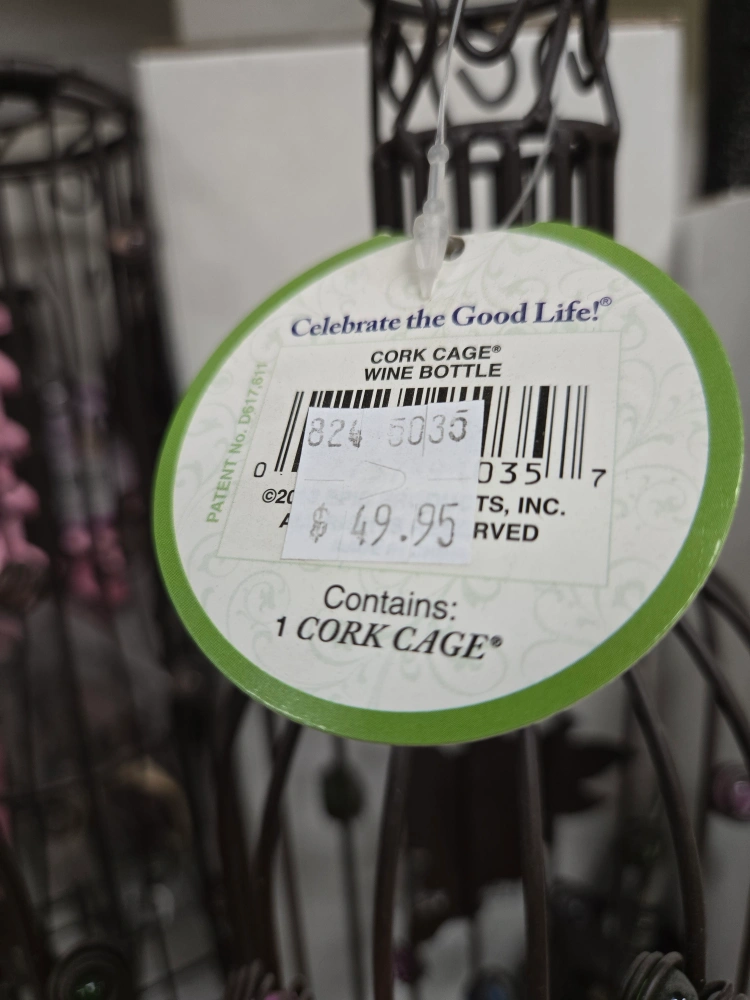 Celebrate the Good Life!®
CORK CAGE®
WINE BOTTLE
PATENT No. D617,611
824 5035
0 035 7
©20 TS, INC.
A RVED
$ 49.95
Contains:
1 CORK CAGE®